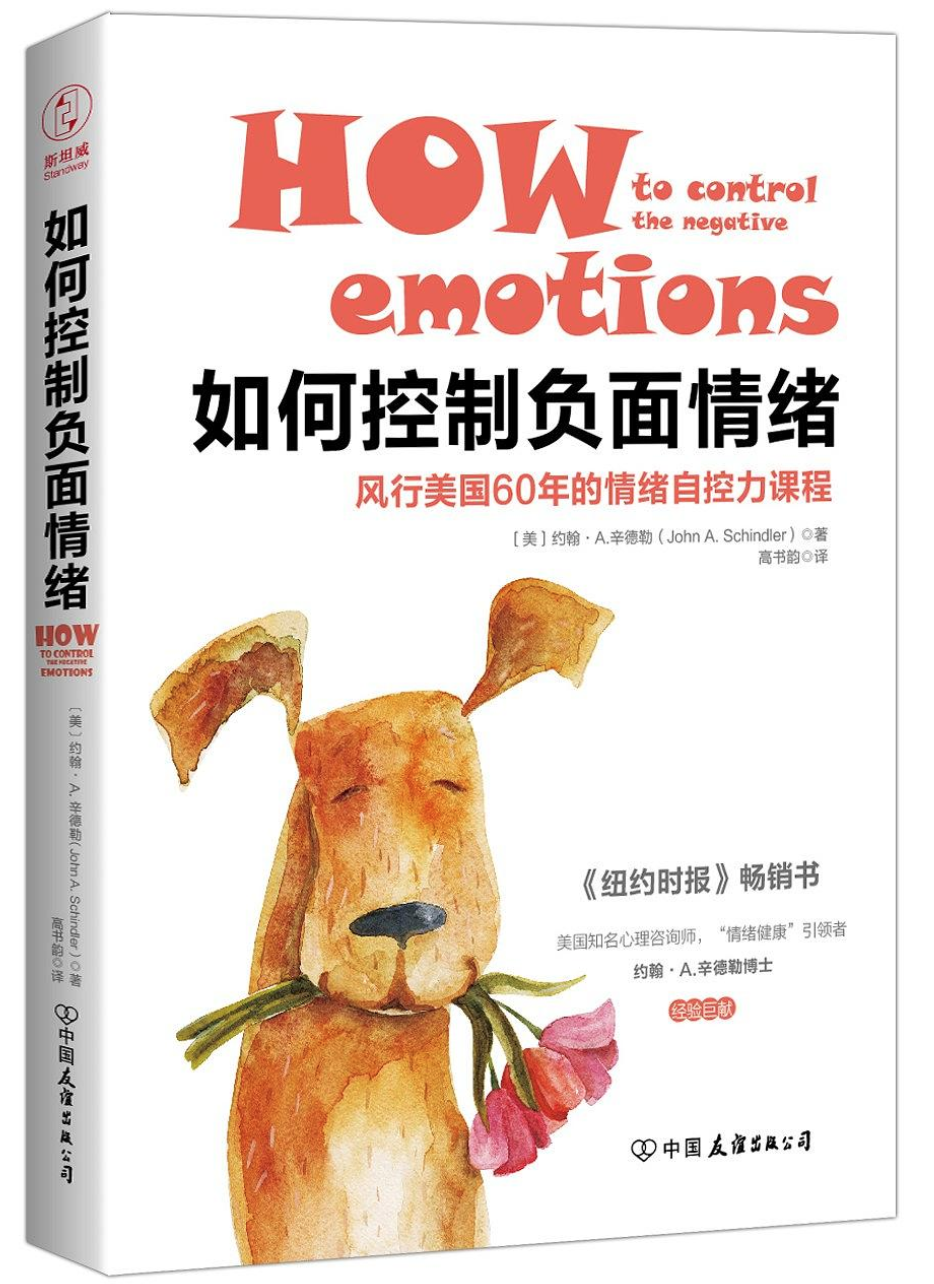 斯坦威
Standway
如何控制负面情绪
HOW
TO CONTROL
THE NEGATIVE
EMOTIONS
〔美〕约翰·A.辛德勒(John A. Schindler)◎著
高书韵◎译
中国友谊出版公司
HOW
to control
the negative
emotions
如何控制负面情绪
风行美国60年的情绪自控力课程
〔美〕约翰·A.辛德勒（John A. Schindler）◎著
高书韵◎译
《纽约时报》畅销书
美国知名心理咨询师，“情绪健康”引领者
约翰·A.辛德勒博士
经验巨献
中国友谊出版公司